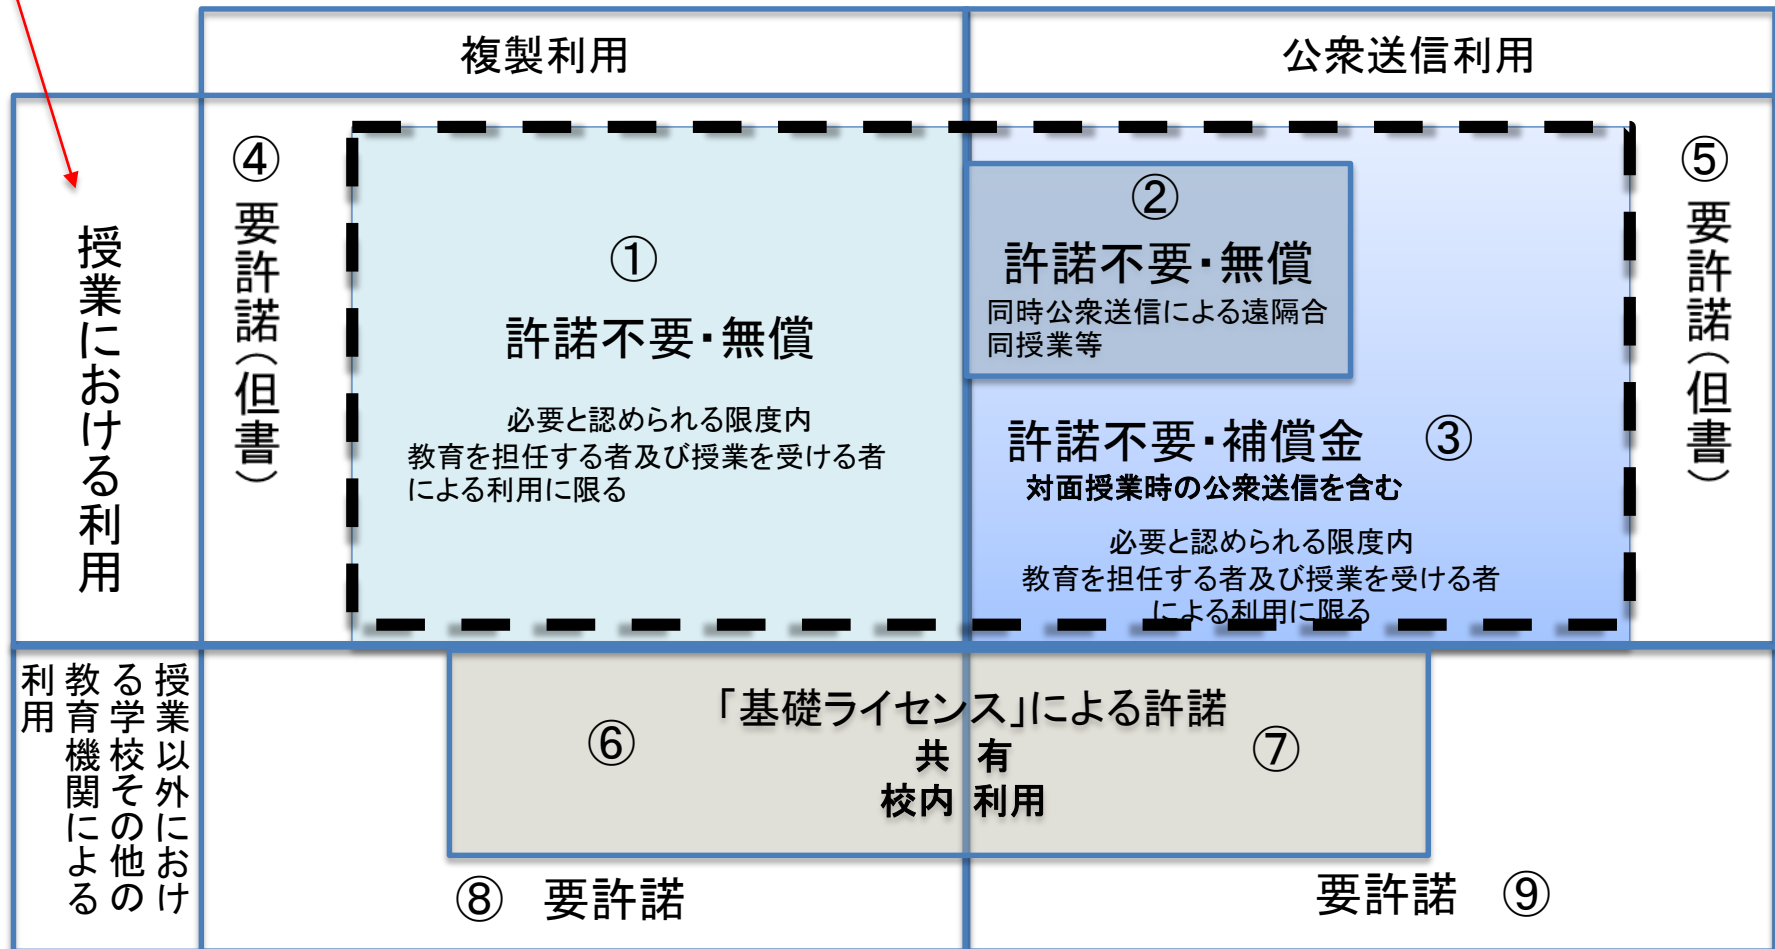 複製利用
公衆送信利用
授業における利用
④要許諾(但書)
①
許諾不要・無償
必要と認められる限度内
教育を担任する者及び授業を受ける者
による利用に限る
②
許諾不要・無償
同時公衆送信による遠隔合
同授業等
許諾不要・補償金 ③
対面授業時の公衆送信を含む
必要と認められる限度内
教育を担任する者及び授業を受ける者
による利用に限る
⑤要許諾(但書)
授業以外におけ
る学校その他の
教育機関による
利用
「基礎ライセンス」による許諾
⑥
共 有
⑦
校内 利用
⑧ 要許諾
要許諾 ⑨